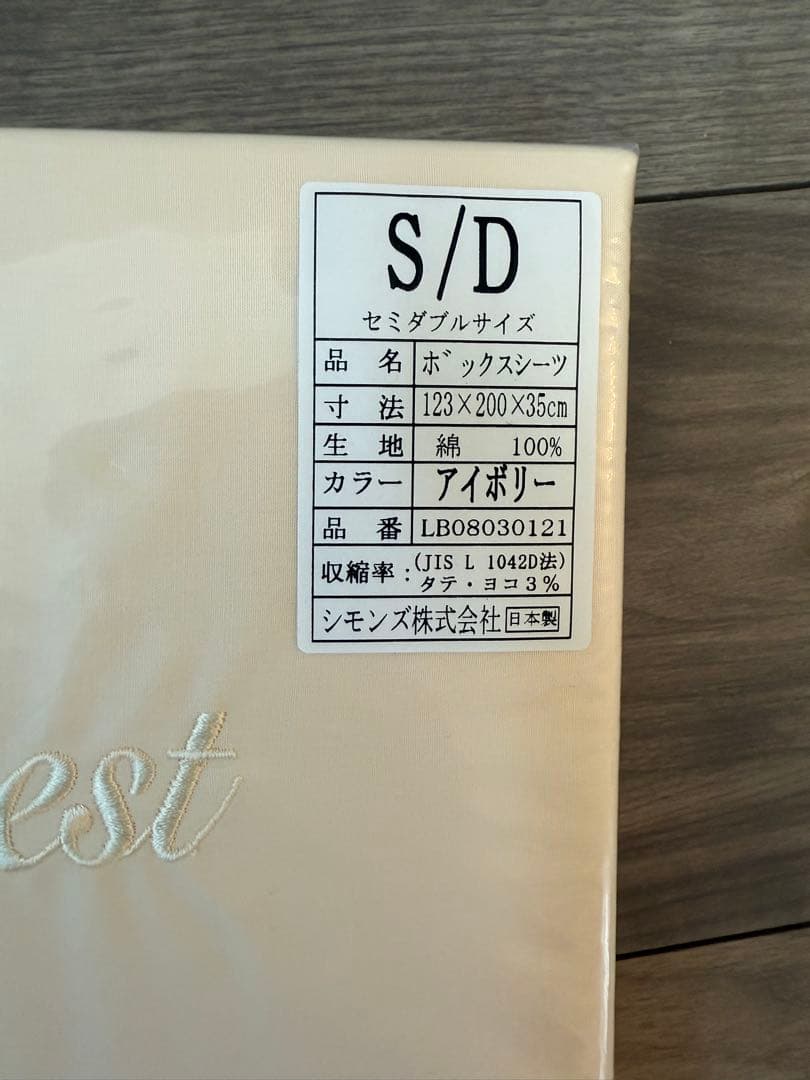 S/D
セミダブルサイズ
品 名 ボックスシーツ
寸 法 123×200×35cm
生 地 綿 100%
カラー アイボリー
品 番 LB08030121
収縮率:(JIS L 1042D法)
タテ・ヨコ3%
シモンズ株式会社 日本製
est